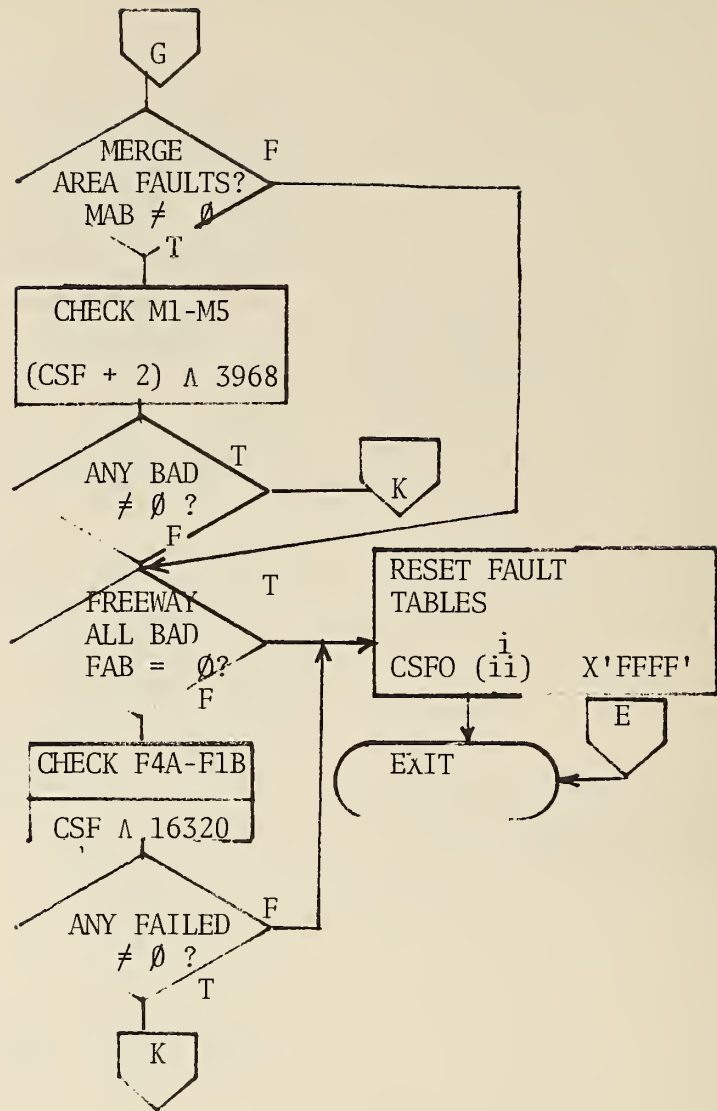 G
MERGE
F
AREA FAULTS?
MAB ≠ Ø
T
CHECK M1-M5
(CSF + 2) Λ 3968
ANY BAD
T
≠ Ø ?
K
F
FREEWAY
T
ALL BAD
FAB = Ø?
F
RESET FAULT
TABLES
i
CSFO (ii) X'FFFF'
E
EXIT
CHECK F4A-F1B
CSF Λ 16320
ANY FAILED
F
≠ Ø ?
T
K